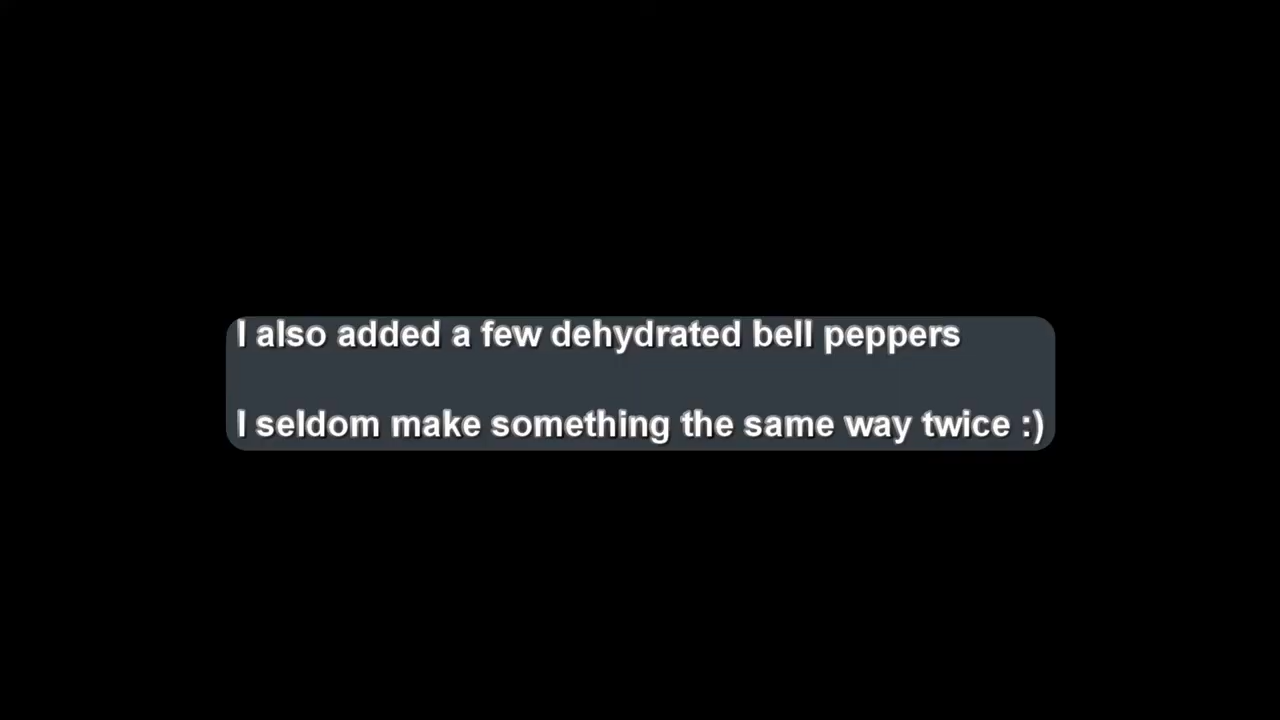 I also added a few dehydrated bell peppers
I seldom make something the same way twice :)